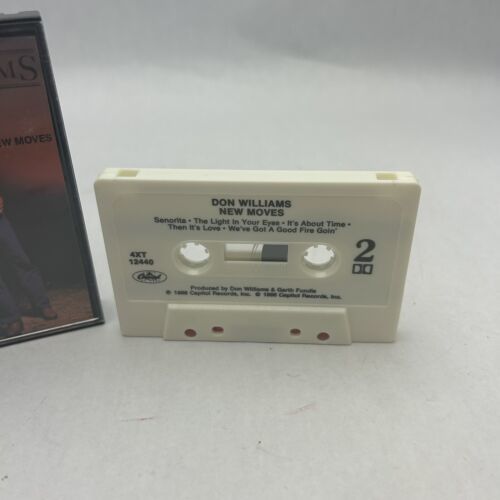 MS
EW MOVES
DON WILLIAMS
NEW MOVES
Senorita • The Light In Your Eyes • It's About Time •
Then It's Love • We've Got A Good Fire Goin'
4XT
12440
2
Capitol
Produced by Don Williams & Garth Fundis
℗ 1986 Capitol Records, Inc. © 1986 Capitol Records, Inc.